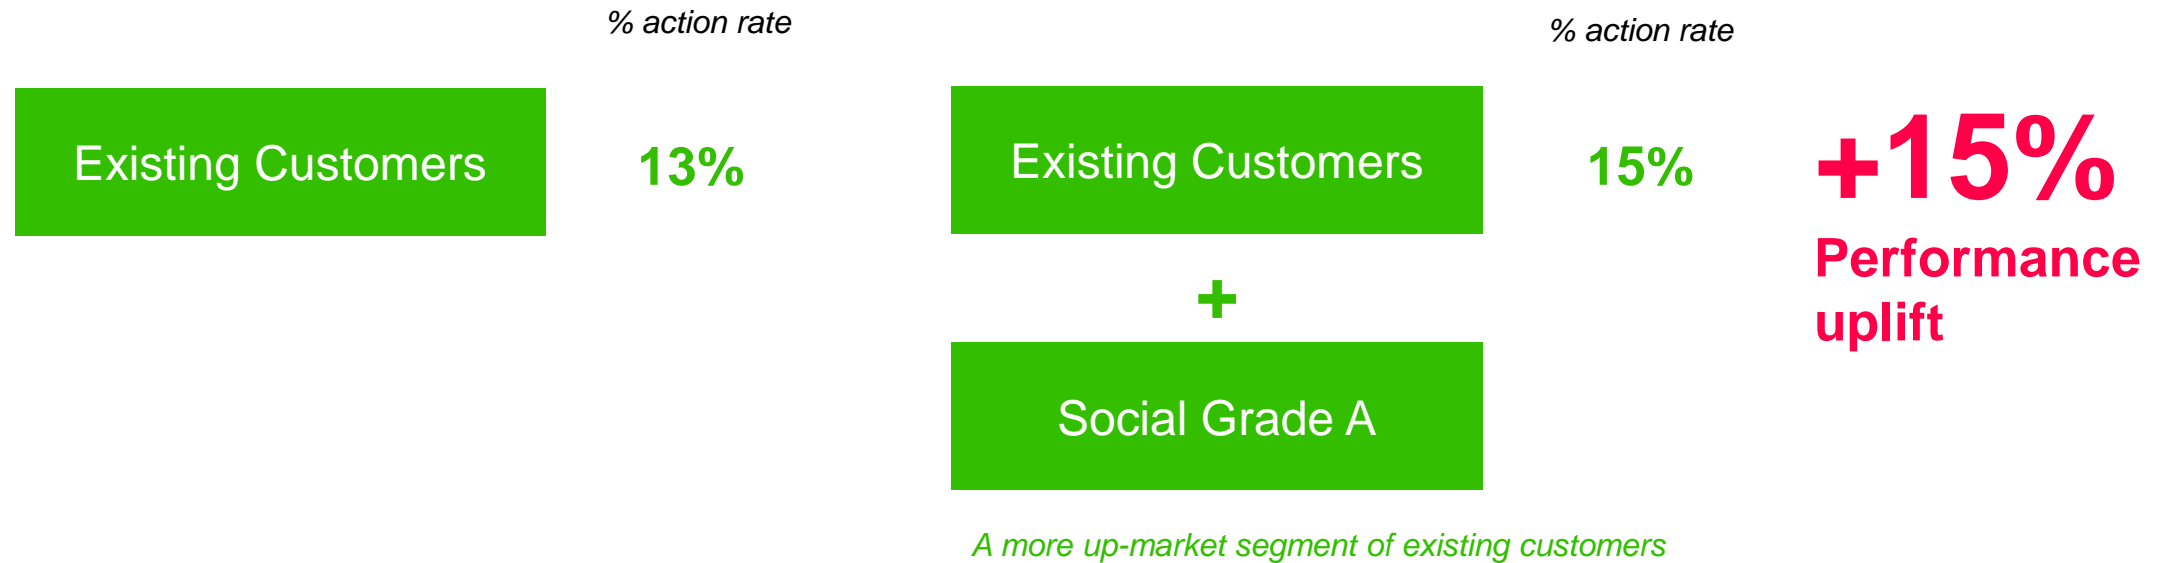 % action rate
% action rate
Existing Customers
13%
Existing Customers
15%
+15%
Performance
uplift
+
Social Grade A
A more up-market segment of existing customers